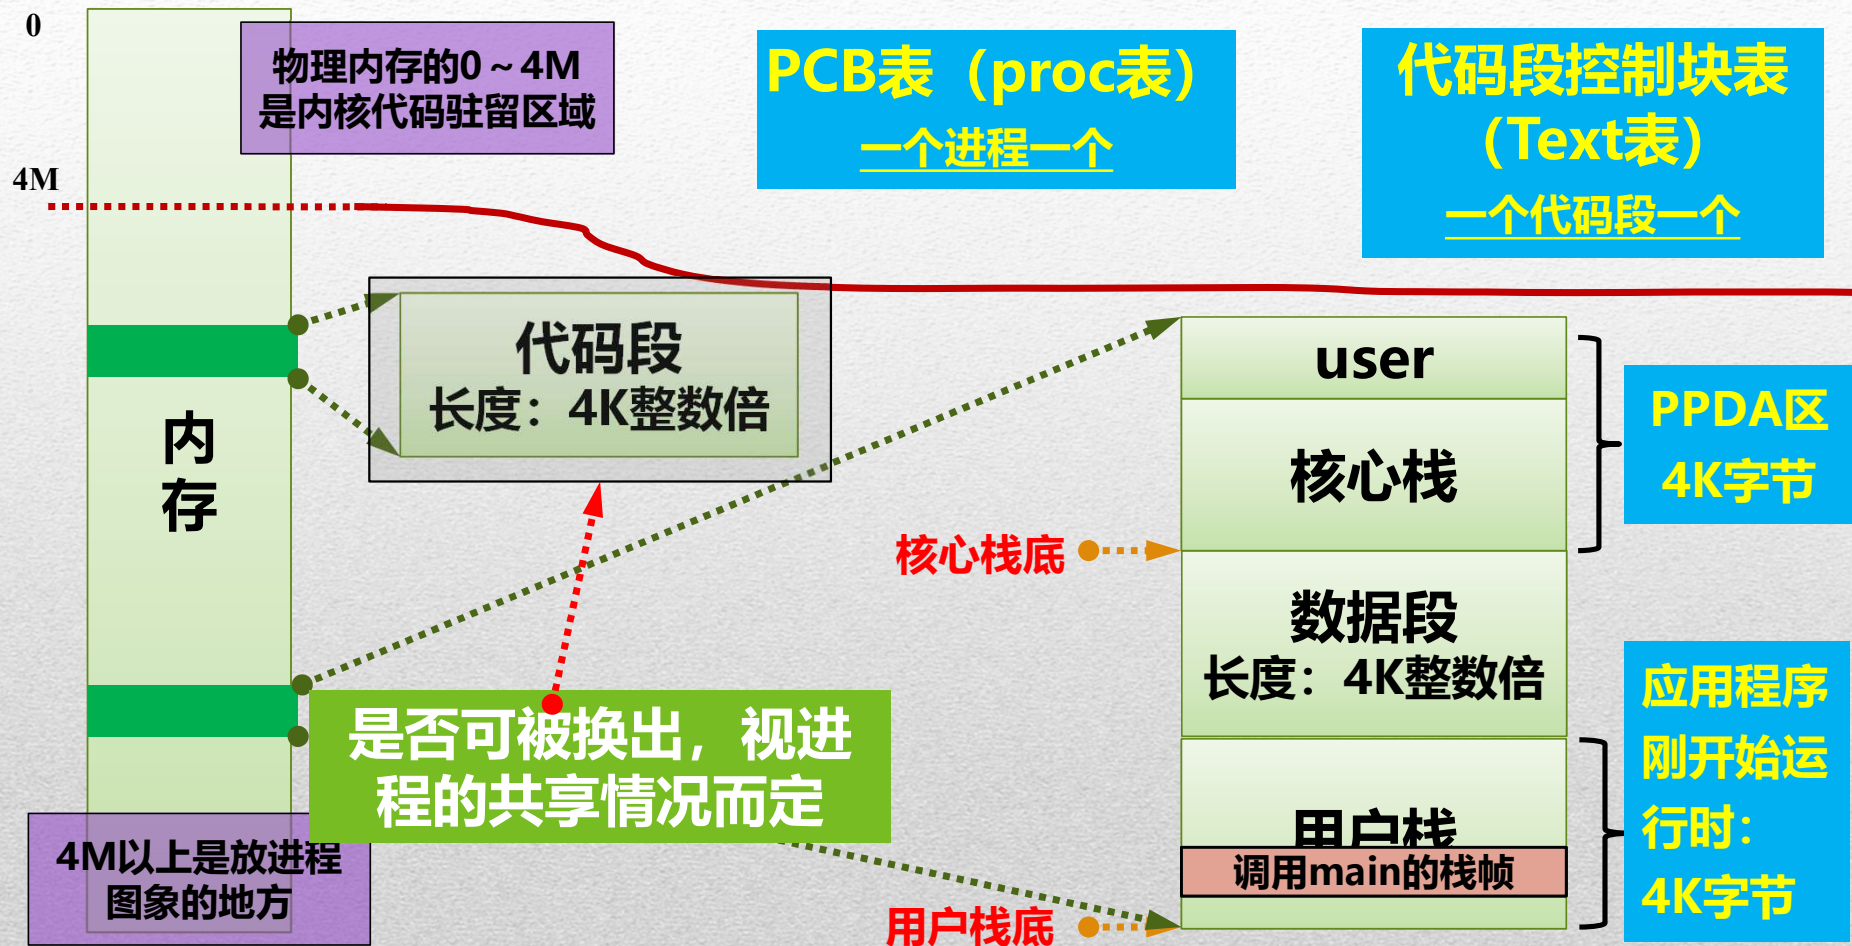 0
物理内存的0～4M
是内核代码驻留区域
PCB表（proc表）
一个进程一个
代码段控制块表
（Text表）
一个代码段一个
4M
代码段
长度：4K整数倍
内
存
user
核心栈
PPDA区
4K字节
核心栈底
数据段
长度：4K整数倍
是否可被换出，视进
程的共享情况而定
应用程序
刚开始运
行时：
4K字节
用户栈
调用main的栈帧
4M以上是放进程
图象的地方
用户栈底